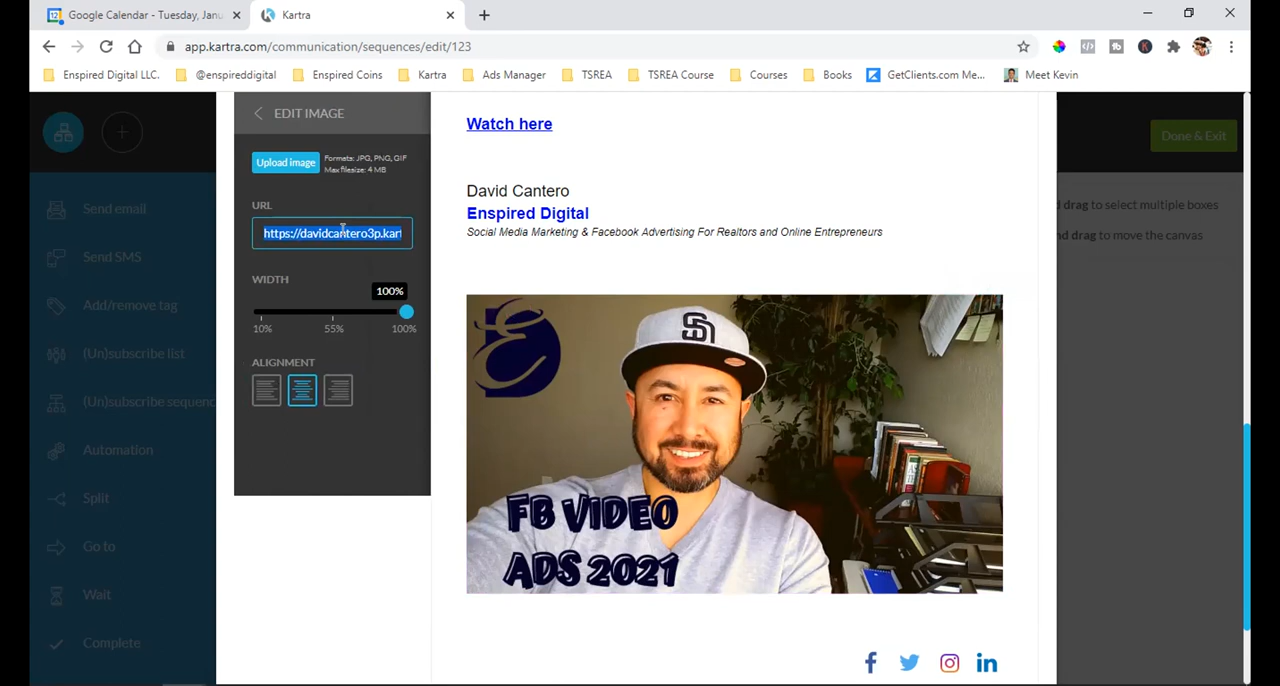 Google Calendar - Tuesday, Janu
Kartra
app.kartra.com/communication/sequences/edit/123
Enspired Digital LLC.
@enspireddigital
Enspired Coins
Kartra
Ads Manager
TSREA
TSREA Course
Courses
Books
GetClients.com Me...
Meet Kevin
EDIT IMAGE
Upload image
Formats: JPG, PNG, GIF
Max filesize: 4 MB
URL
https://davidcantero3p.kart
WIDTH
100%
10%
55%
100%
ALIGNMENT
Send email
Send SMS
Add/remove tag
(Un)subscribe list
(Un)subscribe sequenc
Automation
Split
Go to
Wait
Complete
Watch here
David Cantero
Enspired Digital
Social Media Marketing & Facebook Advertising For Realtors and Online Entrepreneurs
FB VIDEO
ADS 2021
Done & Exit
d drag to select multiple boxes
nd drag to move the canvas